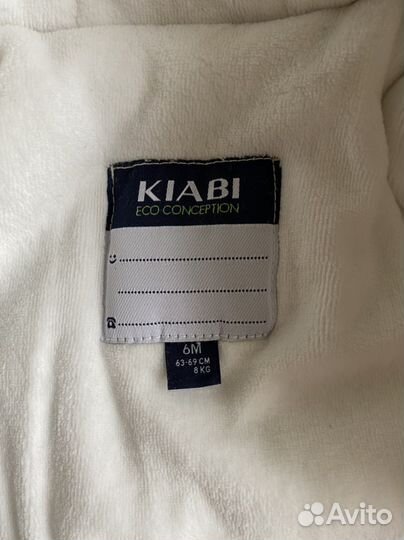 KIABI
ECO CONCEPTION
6M
63-69 CM
8 KG
Avito